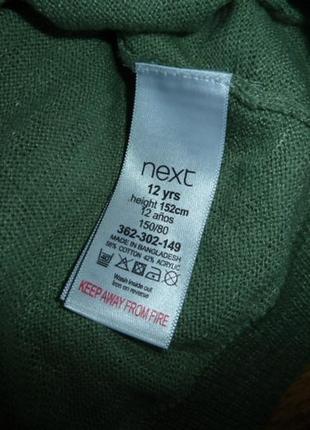 next
12 yrs
height 152cm
12 años
150/80
362-302-149
MADE IN BANGLADESH
58% COTTON 42% ACRYLIC
Wash inside out
Iron on reverse
KEEP AWAY FROM FIRE